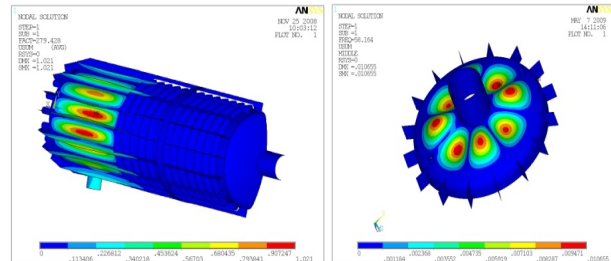 ANSYS
NODAL SOLUTION
STEP=1
SUB =1
FACT=279.428
USUM (AVG)
RSYS=0
DMX =1.021
SMX =1.021
NOV 25 2008
10:03:12
PLOT NO. 1
0 .226812 .453624 .680435 .907247
.113406 .340218 .56703 .793841 1.021
ANSYS
NODAL SOLUTION
STEP=1
SUB =1
FREQ=58.164
USUM
MIDDLE
RSYS=0
DMX =.010655
SMX =.010655
MAY 7 2009
14:11:06
PLOT NO. 1
0 .002368 .004735 .007103 .009471
.001184 .003552 .005919 .008287 .010655